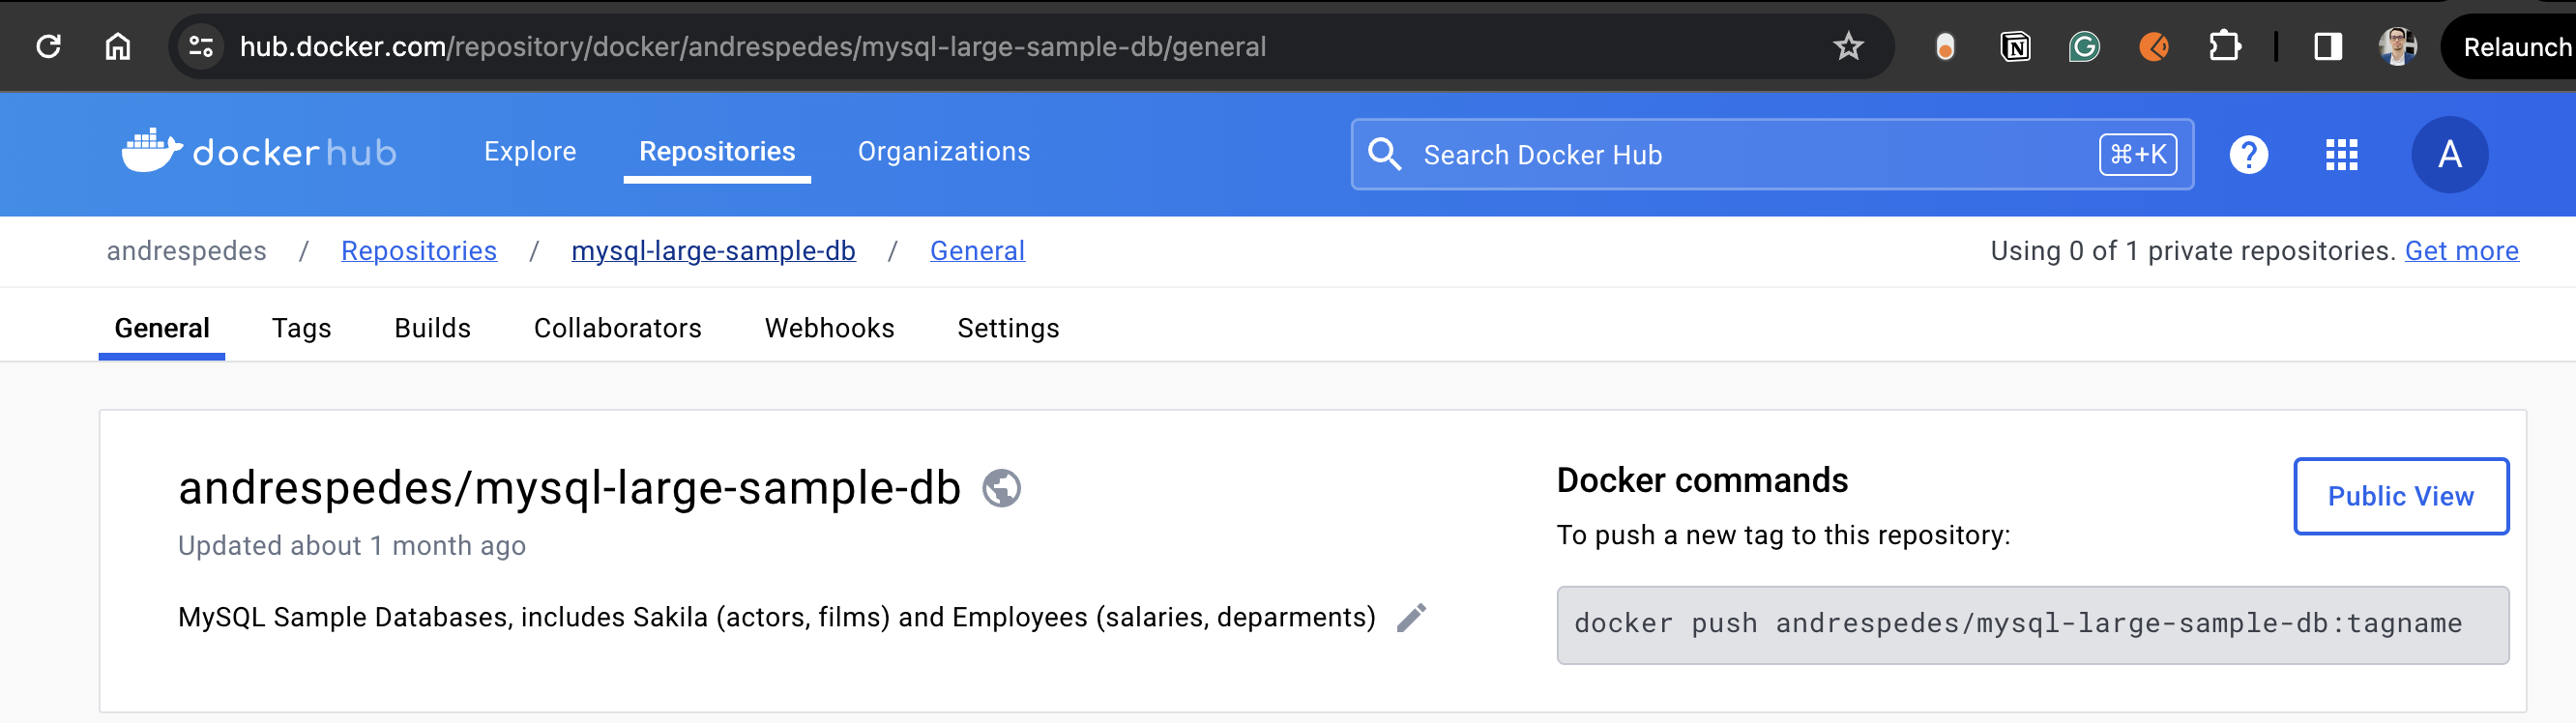 hub.docker.com/repository/docker/andrespedes/mysql-large-sample-db/general
Relaunch
dockerhub Explore Repositories Organizations Search Docker Hub ⌘+K ? A
andrespedes / Repositories / mysql-large-sample-db / General Using 0 of 1 private repositories. Get more
General Tags Builds Collaborators Webhooks Settings
andrespedes/mysql-large-sample-db
Updated about 1 month ago
MySQL Sample Databases, includes Sakila (actors, films) and Employees (salaries, deparments)
Docker commands
Public View
To push a new tag to this repository:
docker push andrespedes/mysql-large-sample-db:tagname